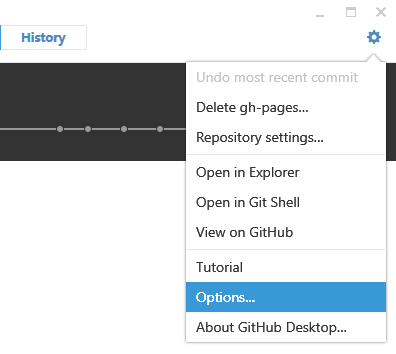 History
Undo most recent commit
Delete gh-pages...
Repository settings...
Open in Explorer
Open in Git Shell
View on GitHub
Tutorial
Options...
About GitHub Desktop...